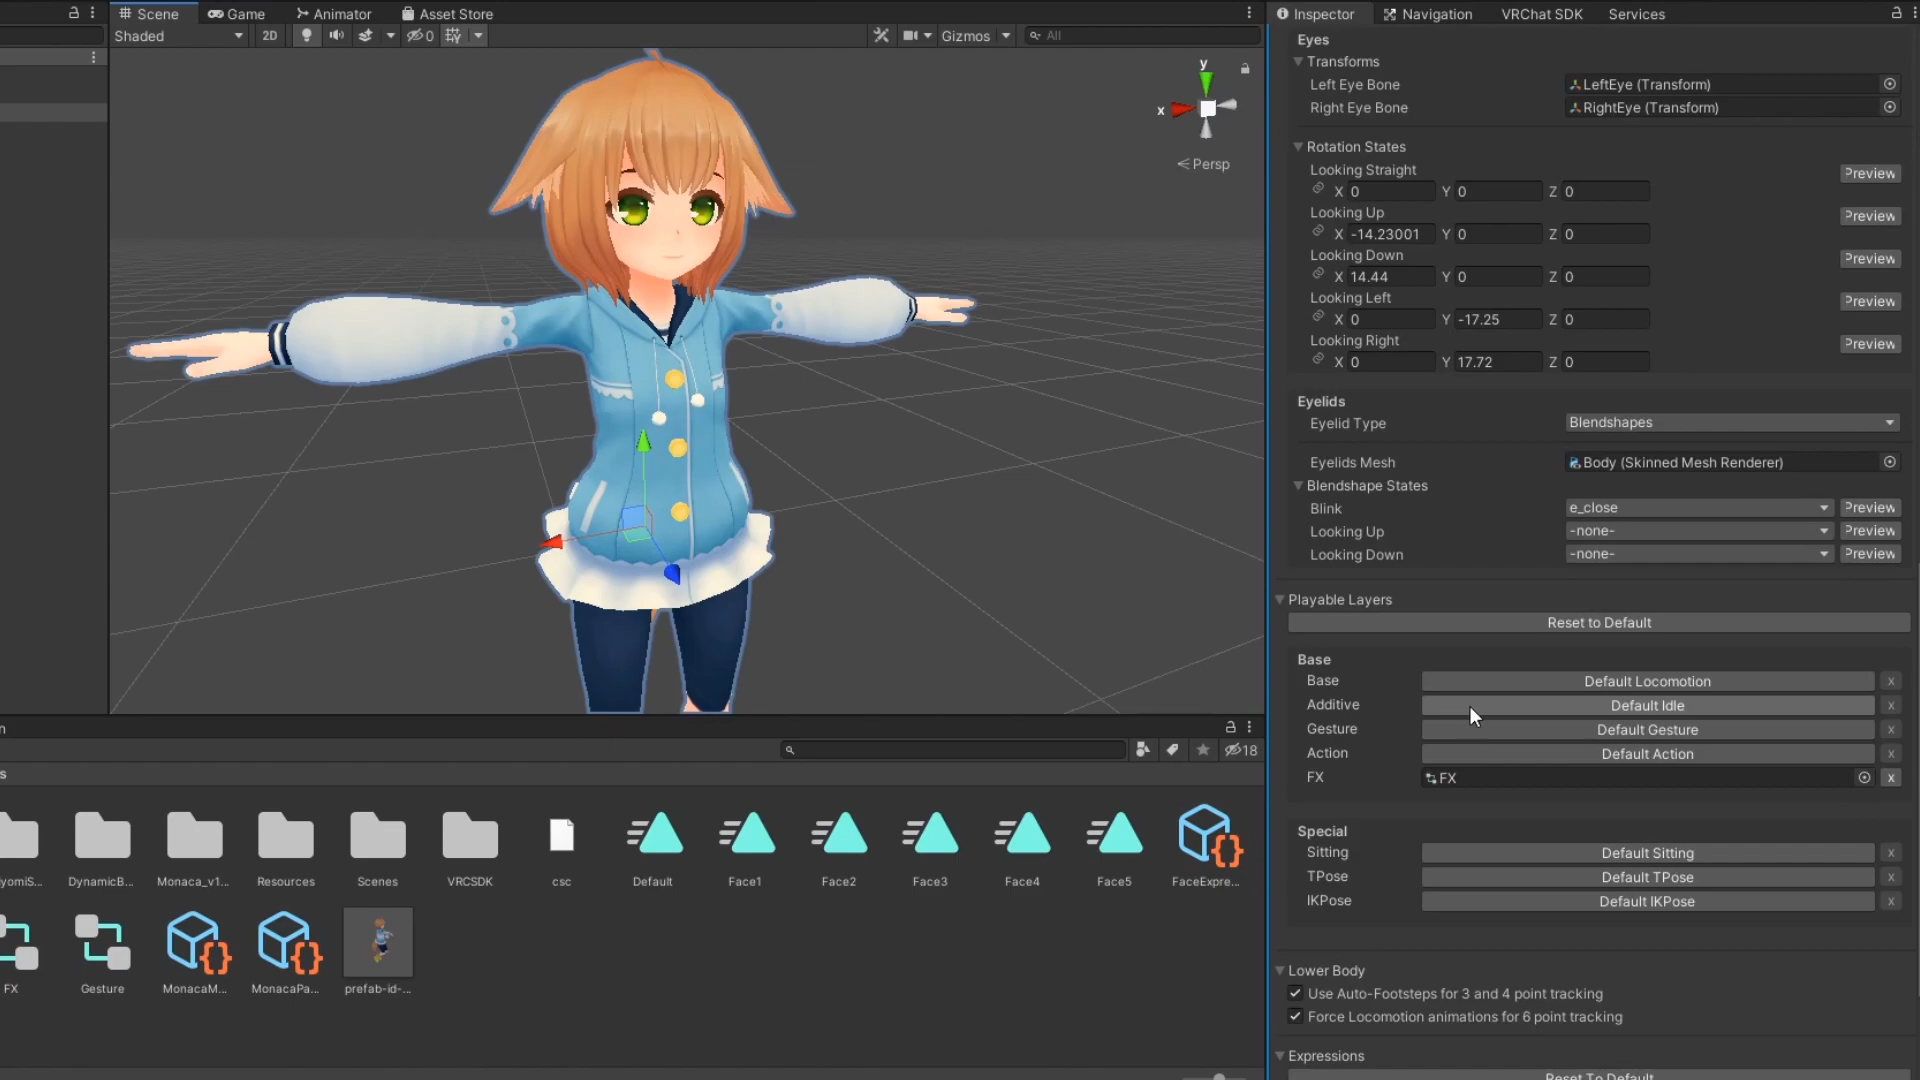 Scene
Game
Animator
Asset Store
Shaded
2D
0
Gizmos
All
y
x
Persp
18
DynamicB...
Monaca_v1...
Resources
Scenes
VRCSDK
csc
Default
Face1
Face2
Face3
Face4
Face5
FaceExpre...
FX
Gesture
MonacaM...
MonacaPa...
prefab-id-...
Inspector
Navigation
VRChat SDK
Services
Eyes
Transforms
Left Eye Bone LeftEye (Transform)
Right Eye Bone RightEye (Transform)
Rotation States
Looking Straight Preview
X 0 Y 0 Z 0
Looking Up Preview
X -14.23001 Y 0 Z 0
Looking Down Preview
X 14.44 Y 0 Z 0
Looking Left Preview
X 0 Y -17.25 Z 0
Looking Right Preview
X 0 Y 17.72 Z 0
Eyelids
Eyelid Type Blendshapes
Eyelids Mesh Body (Skinned Mesh Renderer)
Blendshape States
Blink e_close Preview
Looking Up -none- Preview
Looking Down -none- Preview
Playable Layers
Reset to Default
Base
Base Default Locomotion x
Additive Default Idle x
Gesture Default Gesture x
Action Default Action x
FX FX x
Special
Sitting Default Sitting x
TPose Default TPose x
IKPose Default IKPose x
Lower Body
Use Auto-Footsteps for 3 and 4 point tracking
Force Locomotion animations for 6 point tracking
Expressions
Reset To Default